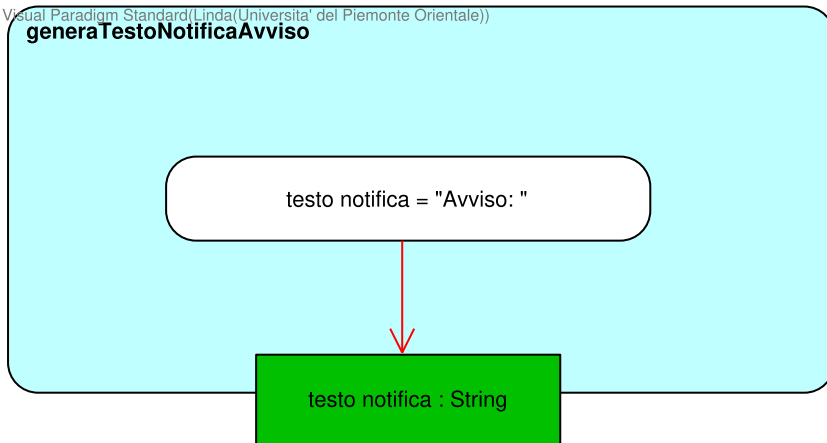 Visual Paradigm Standard(Linda(Universita' del Piemonte Orientale))
generaTestoNotificaAvviso
testo notifica = "Avviso: "
testo notifica : String